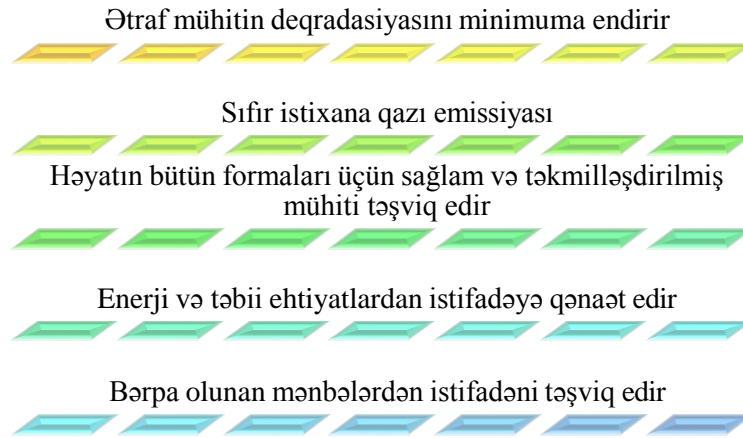 Ətraf mühitin deqradasiyasını minimuma endirir
Sıfır istixana qazı emissiyası
Həyatın bütün formaları üçün sağlam və təkmilləşdirilmiş
mühiti təşviq edir
Enerji və təbii ehtiyatlardan istifadəyə qənaət edir
Bərpa olunan mənbələrdən istifadəni təşviq edir